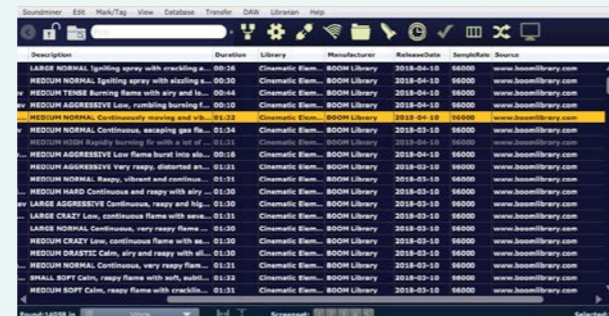 Soundminer Edit Mark/Tag View Database Transfer DAW Librarian Help
Description Duration Library Manufacturer ReleaseDate SampleRate Source
LARGE NORMAL Igniting spray with crackling a... 00:26 Cinematic Elem... BOOM Library 2018-04-10 96000 www.boomlibrary.com
MEDIUM NORMAL Igniting spray with sizzling s... 00:30 Cinematic Elem... BOOM Library 2018-04-10 96000 www.boomlibrary.com
MEDIUM TENSE Burning flame with airy and lo... 00:44 Cinematic Elem... BOOM Library 2018-04-10 96000 www.boomlibrary.com
MEDIUM AGGRESSIVE Low, rumbling burning f... 00:10 Cinematic Elem... BOOM Library 2018-04-10 96000 www.boomlibrary.com
MEDIUM NORMAL Continuously moving and vib... 01:32 Cinematic Elem... BOOM Library 2018-04-10 96000 www.boomlibrary.com
MEDIUM NORMAL Continuous, escaping gas fla... 01:34 Cinematic Elem... BOOM Library 2018-03-10 96000 www.boomlibrary.com
MEDIUM HIGH Rapidly burning fir with a lot of ... 01:31 Cinematic Elem... BOOM Library 2018-04-10 96000 www.boomlibrary.com
MEDIUM AGGRESSIVE Low flame burst into slo... 00:16 Cinematic Elem... BOOM Library 2018-04-10 96000 www.boomlibrary.com
MEDIUM AGGRESSIVE Very raspy, distorted an... 01:31 Cinematic Elem... BOOM Library 2018-03-10 96000 www.boomlibrary.com
MEDIUM NORMAL Raspy, vibrant and continuo... 01:31 Cinematic Elem... BOOM Library 2018-03-10 96000 www.boomlibrary.com
MEDIUM HARD Continuous and raspy with airy ... 01:30 Cinematic Elem... BOOM Library 2018-03-10 96000 www.boomlibrary.com
LARGE AGGRESSIVE Continuous, raspy and hig... 01:30 Cinematic Elem... BOOM Library 2018-03-10 96000 www.boomlibrary.com
LARGE CRAZY Low, continuous flame with seve... 01:31 Cinematic Elem... BOOM Library 2018-03-10 96000 www.boomlibrary.com
LARGE NORMAL Continuous, very raspy flame ... 01:30 Cinematic Elem... BOOM Library 2018-03-10 96000 www.boomlibrary.com
MEDIUM CRAZY Low, continuous flame with se... 01:30 Cinematic Elem... BOOM Library 2018-03-10 96000 www.boomlibrary.com
MEDIUM DRASTIC Calm, airy and raspy with sli... 01:30 Cinematic Elem... BOOM Library 2018-03-10 96000 www.boomlibrary.com
MEDIUM NORMAL Continuous, very raspy flam... 01:31 Cinematic Elem... BOOM Library 2018-03-10 96000 www.boomlibrary.com
SMALL SOFT Calm, raspy flame with soft, subtl... 01:32 Cinematic Elem... BOOM Library 2018-03-10 96000 www.boomlibrary.com
MEDIUM SOFT Calm, raspy flame with cracklin... 01:31 Cinematic Elem... BOOM Library 2018-03-10 96000 www.boomlibrary.com
Screenset: Selected: